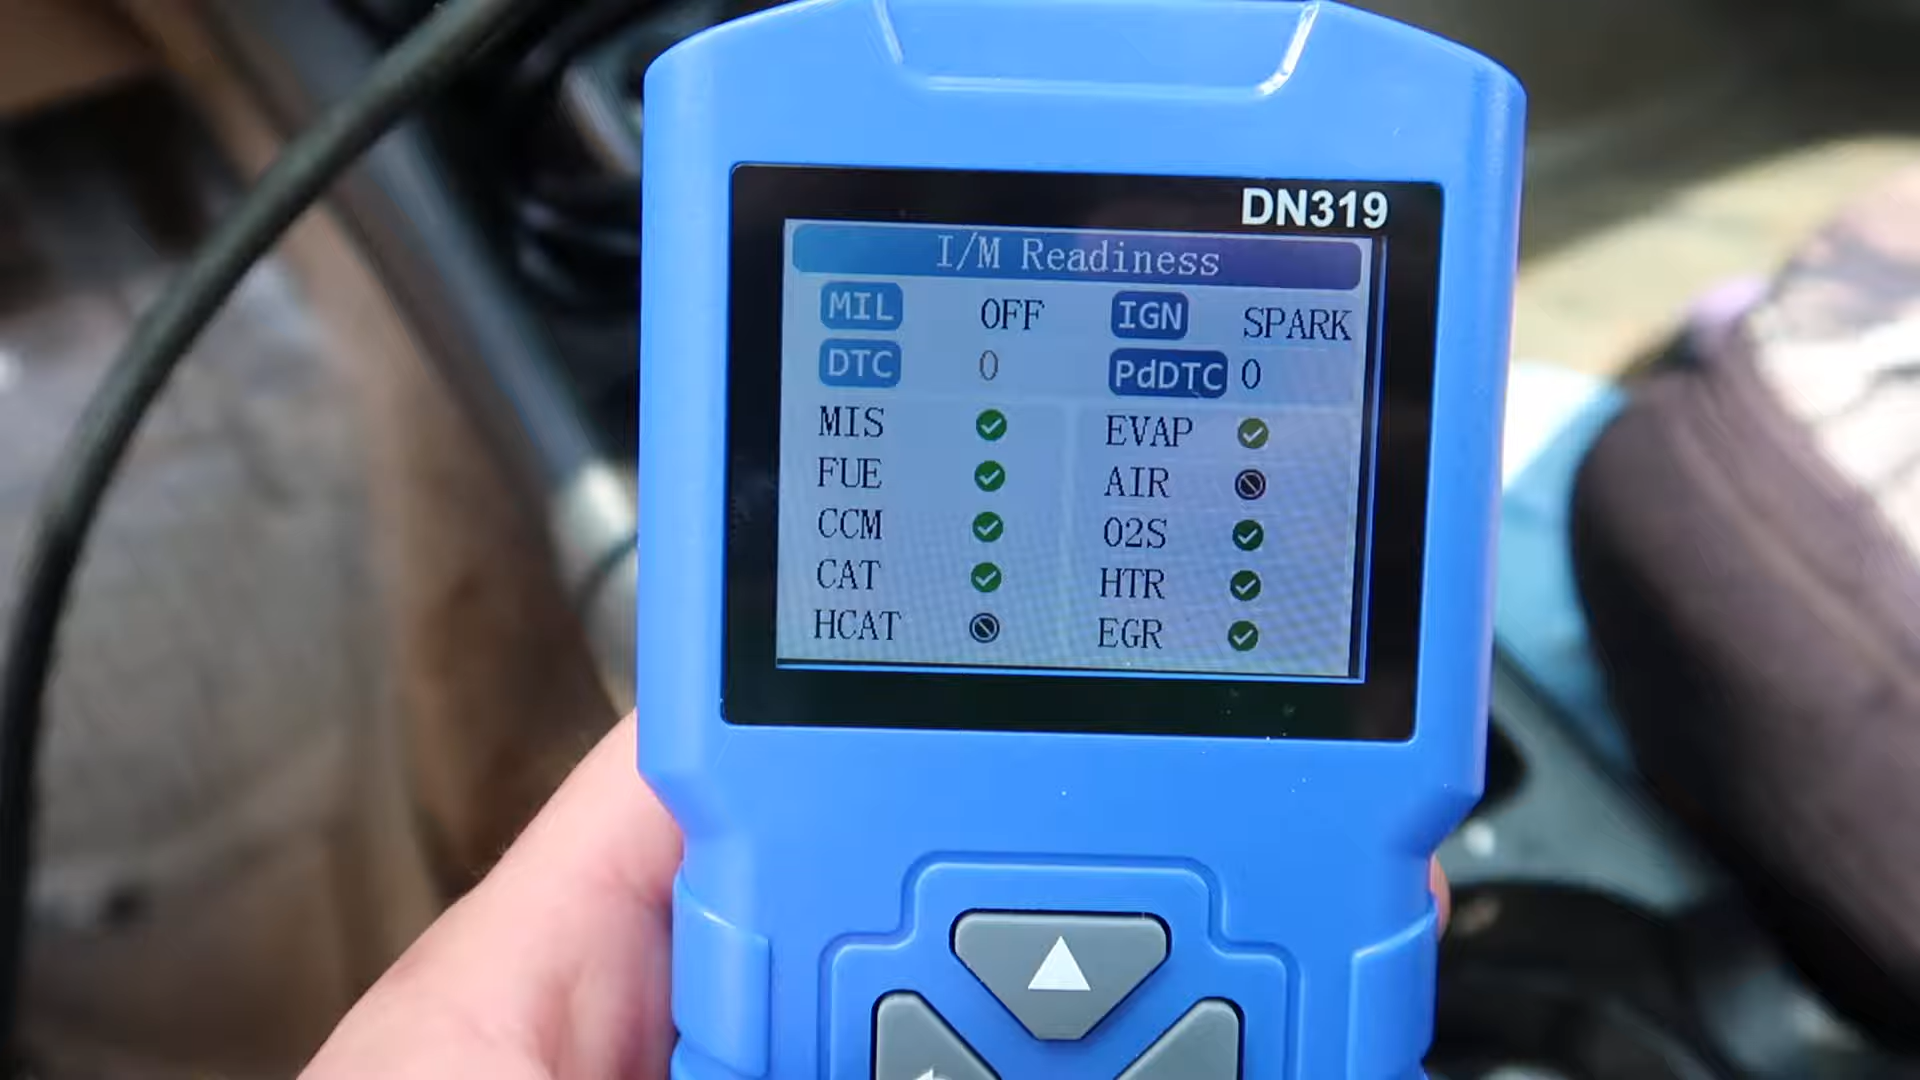 DN319
I/M Readiness
MIL OFF IGN SPARK
DTC 0 PdDTC 0
MIS EVAP
FUE AIR
CCM O2S
CAT HTR
HCAT EGR